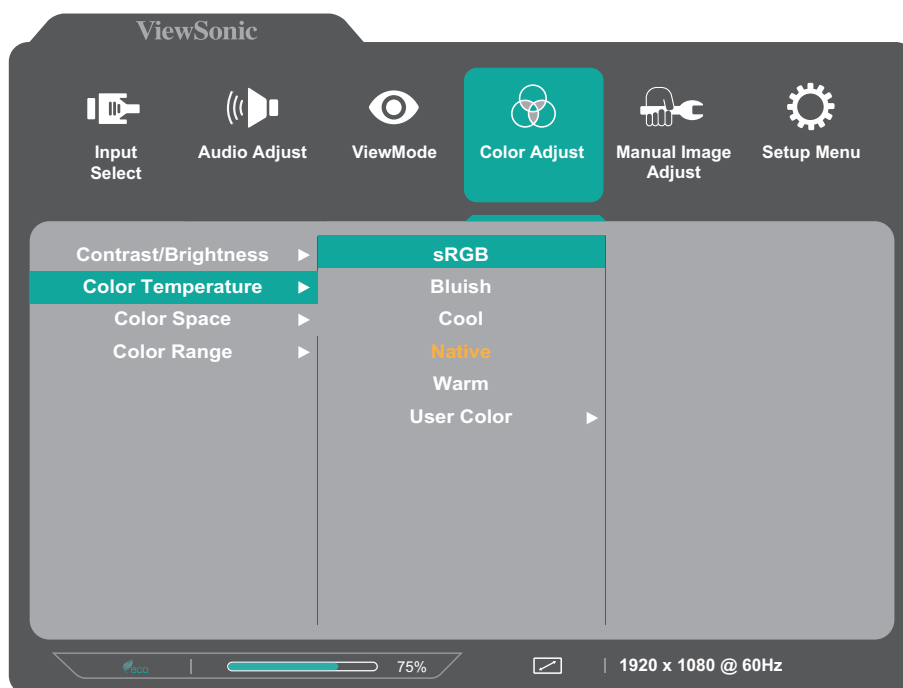 ViewSonic
Input
Select
Audio Adjust
ViewMode
Color Adjust
Manual Image
Adjust
Setup Menu
Contrast/Brightness
Color Temperature
Color Space
Color Range
sRGB
Bluish
Cool
Native
Warm
User Color
eco
75%
1920 x 1080 @ 60Hz